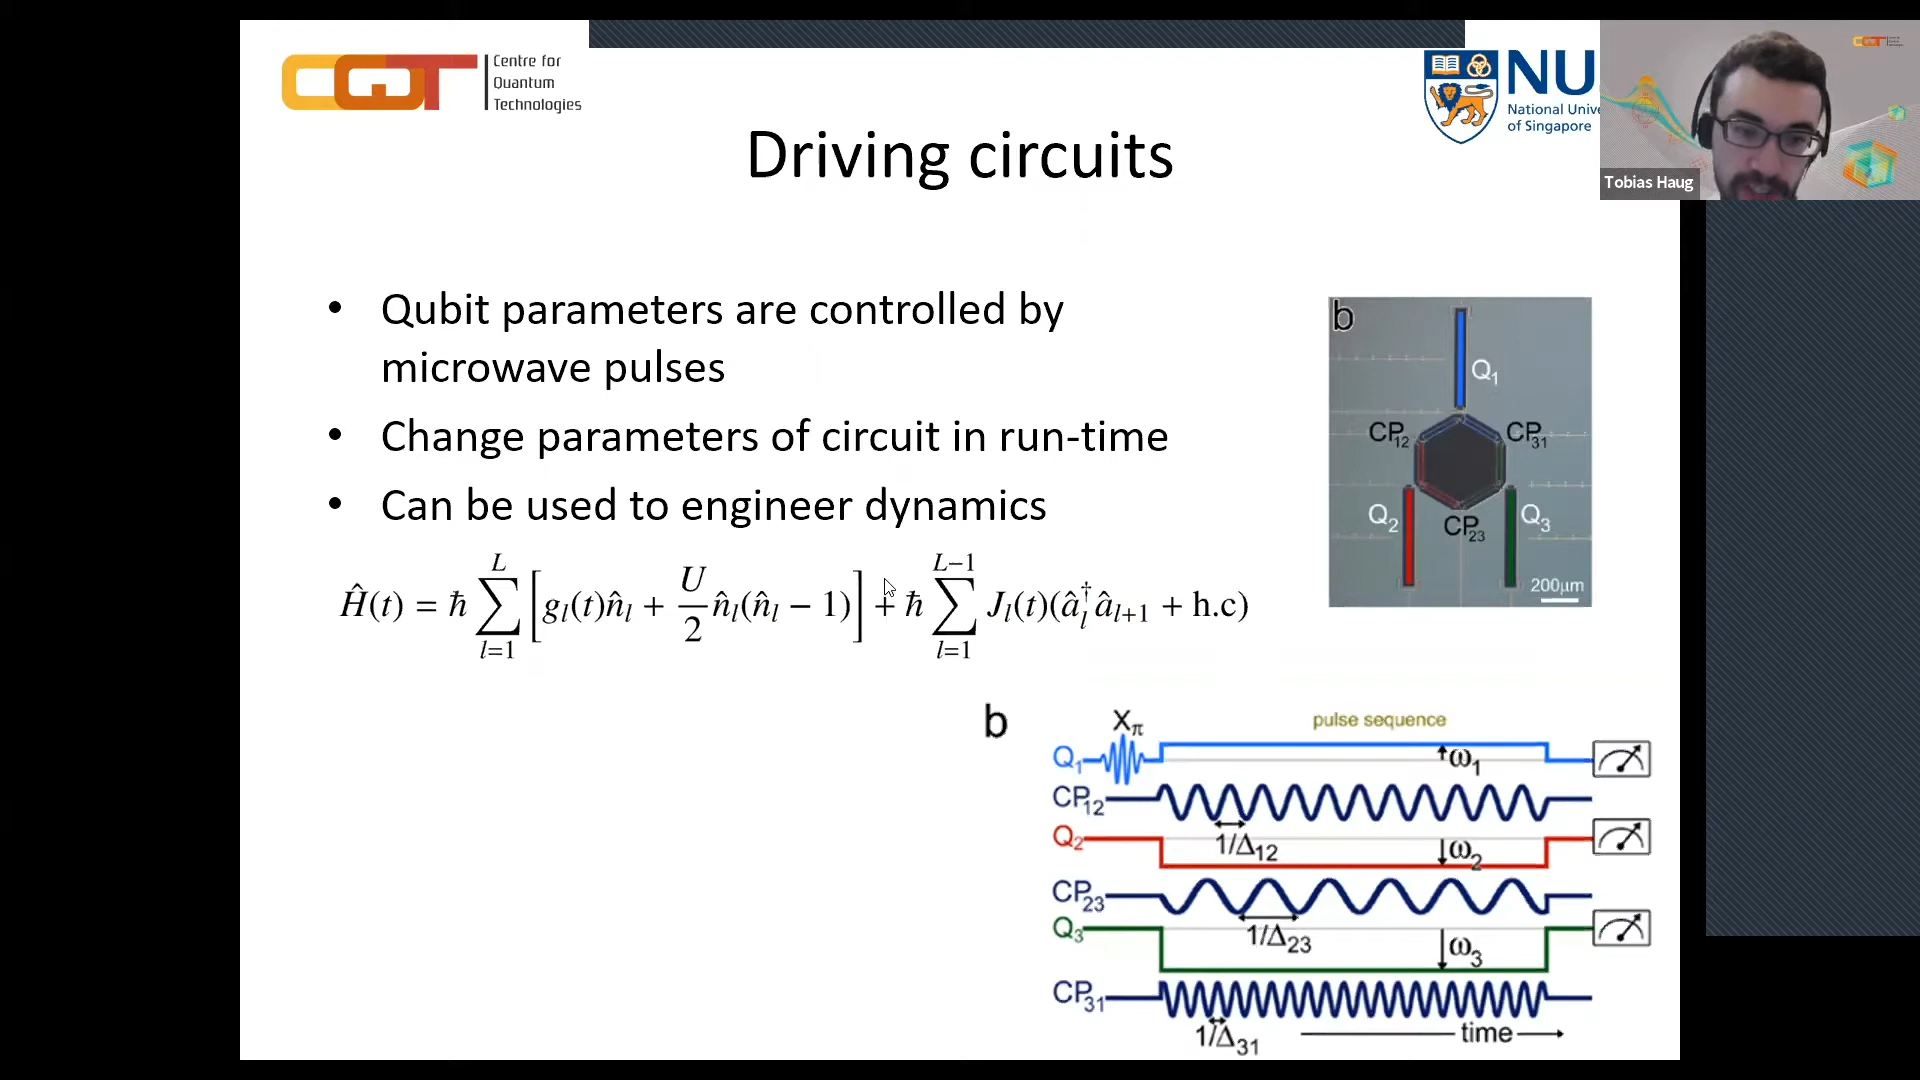 Centre for
Quantum
Technologies
CQT
NU
National Unive
of Singapore
Tobias Haug
Driving circuits
• Qubit parameters are controlled by
microwave pulses
• Change parameters of circuit in run-time
• Can be used to engineer dynamics
Ĥ(t) = ℏ ∑_{l=1}^{L} [g_l(t)n̂_l + U/2 n̂_l(n̂_l − 1)] + ℏ ∑_{l=1}^{L−1} J_l(t)(â_l^† â_{l+1} + h.c)
b
Q₁
CP₁₂ CP₃₁
Q₂ CP₂₃ Q₃
200μm
b
X_π pulse sequence
Q₁ ω₁
CP₁₂
1/Δ₁₂
Q₂ ω₂
CP₂₃
1/Δ₂₃
Q₃ ω₃
CP₃₁
1/Δ₃₁ time